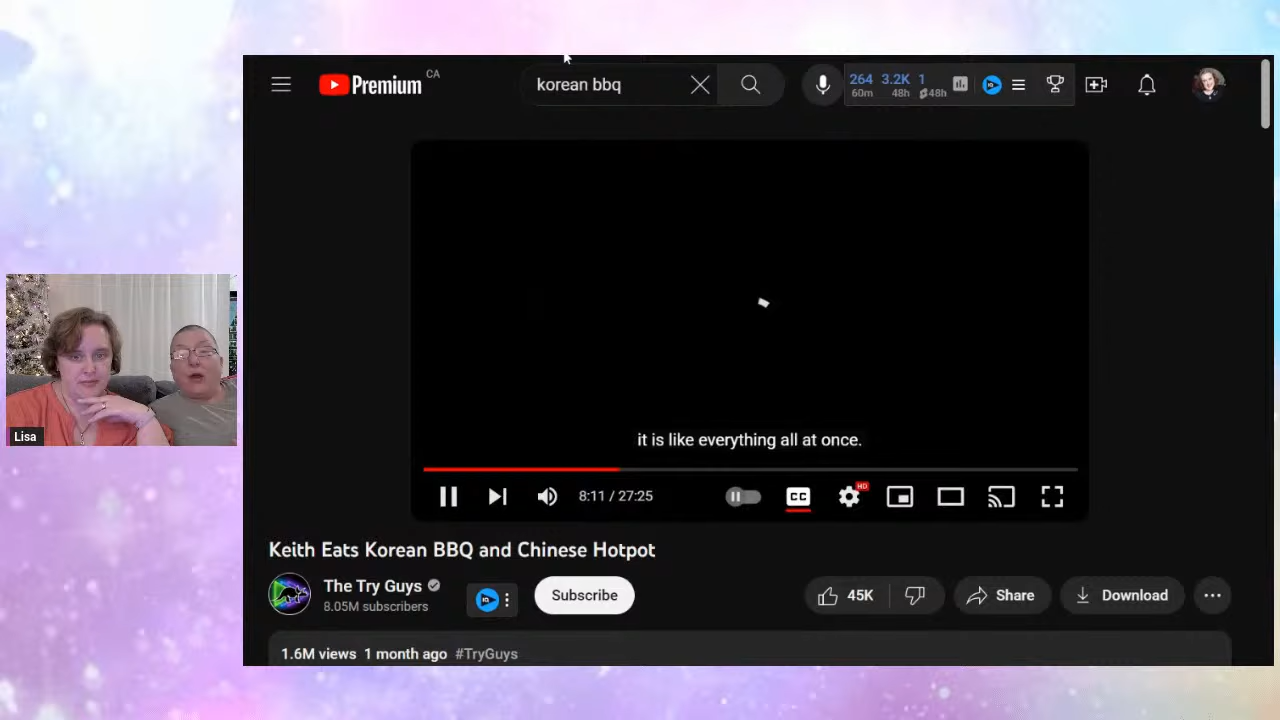 Premium CA
korean bbq
264 3.2K 1
60m 48h 48h
it is like everything all at once.
8:11 / 27:25
CC
HD
Keith Eats Korean BBQ and Chinese Hotpot
The Try Guys
8.05M subscribers
IQ
Subscribe
45K
Share
Download
1.6M views 1 month ago #TryGuys
Lisa